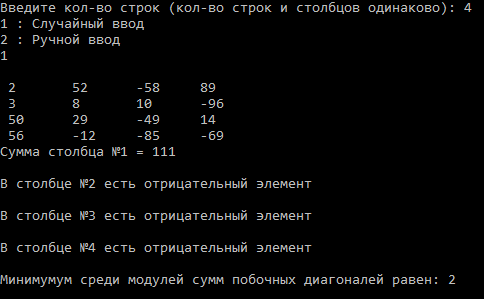 Введите кол-во строк (кол-во строк и столбцов одинаково): 4
1 : Случайный ввод
2 : Ручной ввод
1
2 52 -58 89
3 8 10 -96
50 29 -49 14
56 -12 -85 -69
Сумма столбца №1 = 111
В столбце №2 есть отрицательный элемент
В столбце №3 есть отрицательный элемент
В столбце №4 есть отрицательный элемент
Минимумум среди модулей сумм побочных диагоналей равен: 2